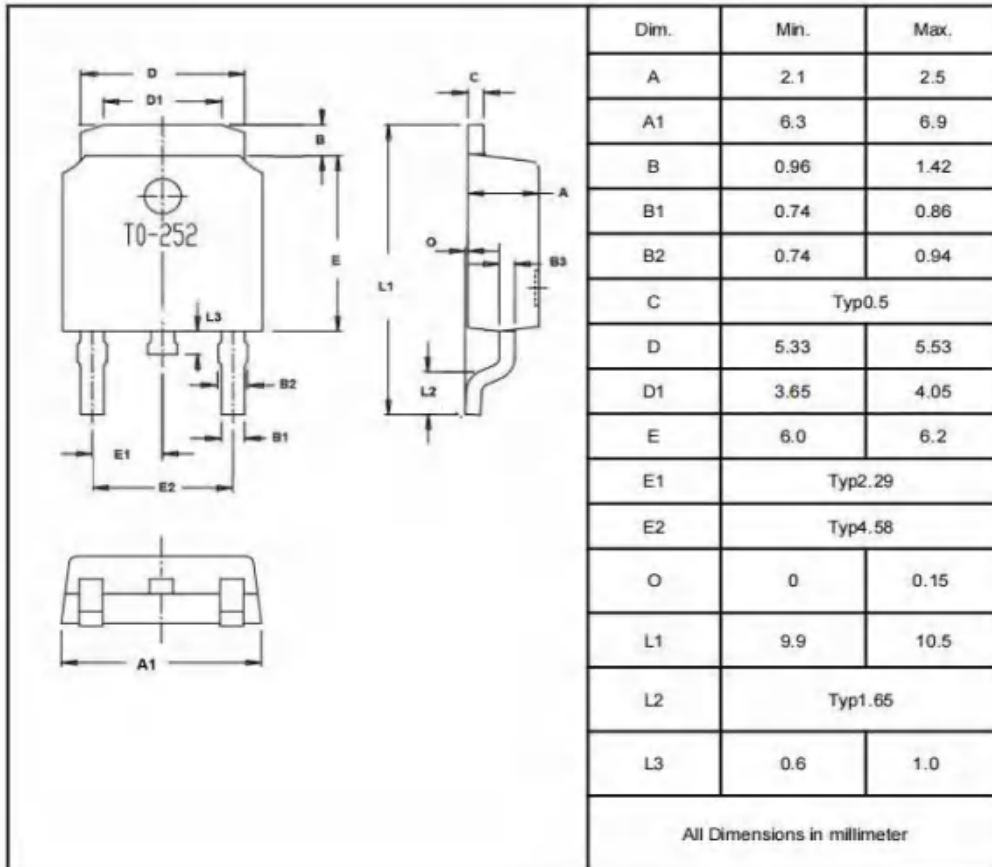 D
D1
B
TO-252
E
L3
B2
B1
E1
E2
A1
C
A
O
B3
L1
L2
Dim. Min. Max.
A 2.1 2.5
A1 6.3 6.9
B 0.96 1.42
B1 0.74 0.86
B2 0.74 0.94
C Typ0.5
D 5.33 5.53
D1 3.65 4.05
E 6.0 6.2
E1 Typ2.29
E2 Typ4.58
O 0 0.15
L1 9.9 10.5
L2 Typ1.65
L3 0.6 1.0
All Dimensions in millimeter